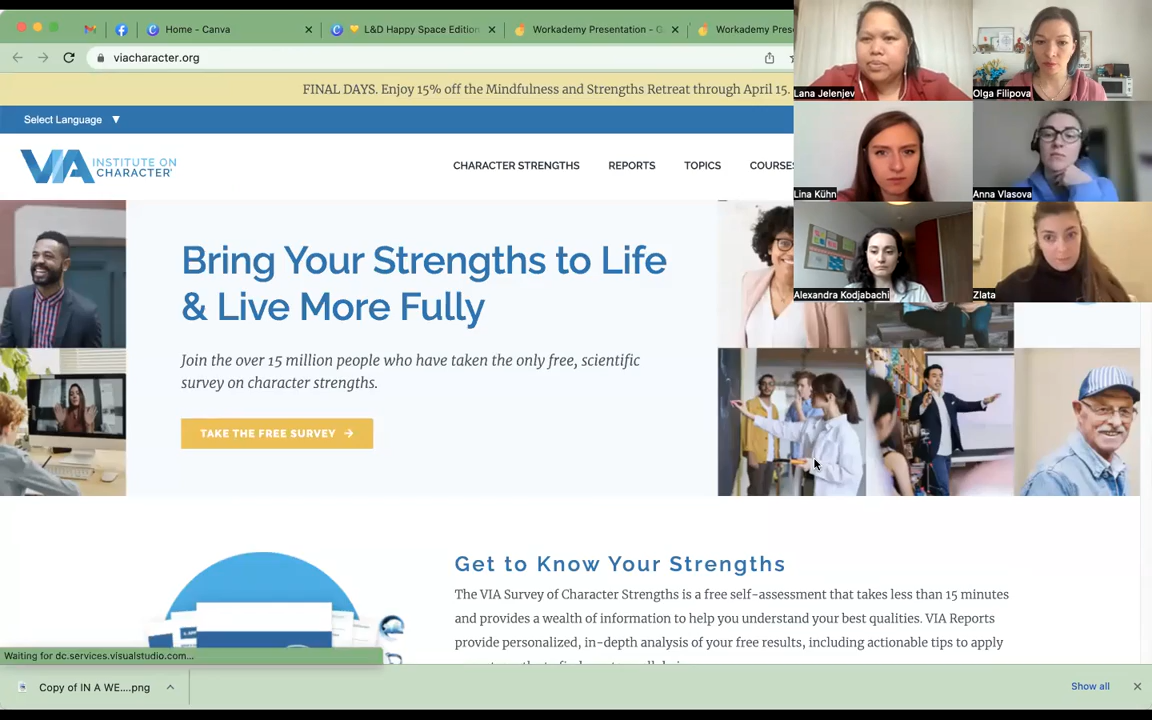 Home - Canva
L&D Happy Space Edition
Workademy Presentation - G
Workademy Pres
viacharacter.org
FINAL DAYS. Enjoy 15% off the Mindfulness and Strengths Retreat through April 15.
Select Language ▼
VIA INSTITUTE ON CHARACTER
CHARACTER STRENGTHS
REPORTS
TOPICS
COURSES
Lana Jelenjev
Olga Filipova
Lina Kühn
Anna Vlasova
Alexandra Kodjabachi
Zlata
Bring Your Strengths to Life
& Live More Fully
Join the over 15 million people who have taken the only free, scientific
survey on character strengths.
TAKE THE FREE SURVEY →
Get to Know Your Strengths
The VIA Survey of Character Strengths is a free self-assessment that takes less than 15 minutes
and provides a wealth of information to help you understand your best qualities. VIA Reports
provide personalized, in-depth analysis of your free results, including actionable tips to apply
Waiting for dc.services.visualstudio.com...
Copy of IN A WE....png
Show all